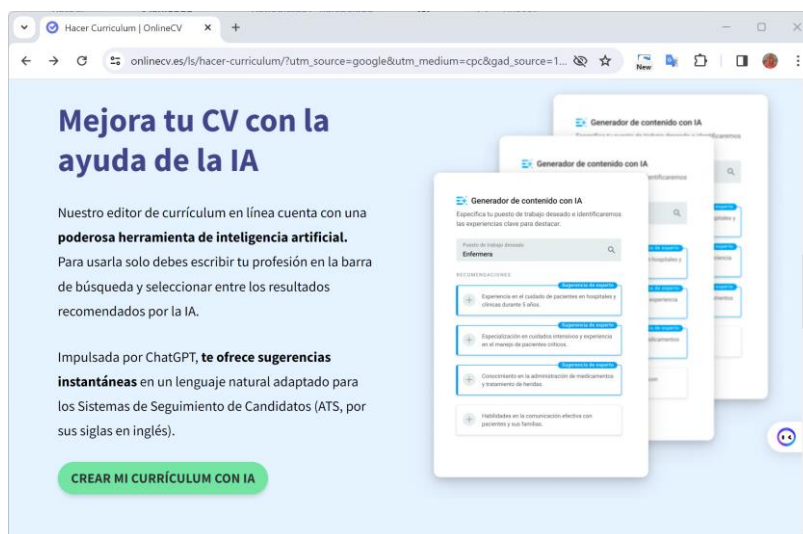 Hacer Curriculum | OnlineCV
onlinecv.es/ls/hacer-curriculum/?utm_source=google&utm_medium=cpc&gad_source=1...
New
Mejora tu CV con la
ayuda de la IA
Nuestro editor de currículum en línea cuenta con una
poderosa herramienta de inteligencia artificial.
Para usarla solo debes escribir tu profesión en la barra
de búsqueda y seleccionar entre los resultados
recomendados por la IA.
Impulsada por ChatGPT, te ofrece sugerencias
instantáneas en un lenguaje natural adaptado para
los Sistemas de Seguimiento de Candidatos (ATS, por
sus siglas en inglés).
CREAR MI CURRÍCULUM CON IA
Generador de contenido con IA
Generador de contenido con IA
Generador de contenido con IA
Especifica tu puesto de trabajo deseado e identificaremos
las experiencias clave para destacar.
Puesto de trabajo deseado
Enfermera
RECOMENDACIONES
Sugerencia de experto
Experiencia en el cuidado de pacientes en hospitales y
clínicas durante 5 años.
Sugerencia de experto
Especialización en cuidados intensivos y experiencia
en el manejo de pacientes críticos.
Sugerencia de experto
Conocimiento en la administración de medicamentos
y tratamiento de heridas.
Habilidades en la comunicación efectiva con
pacientes y sus familias.